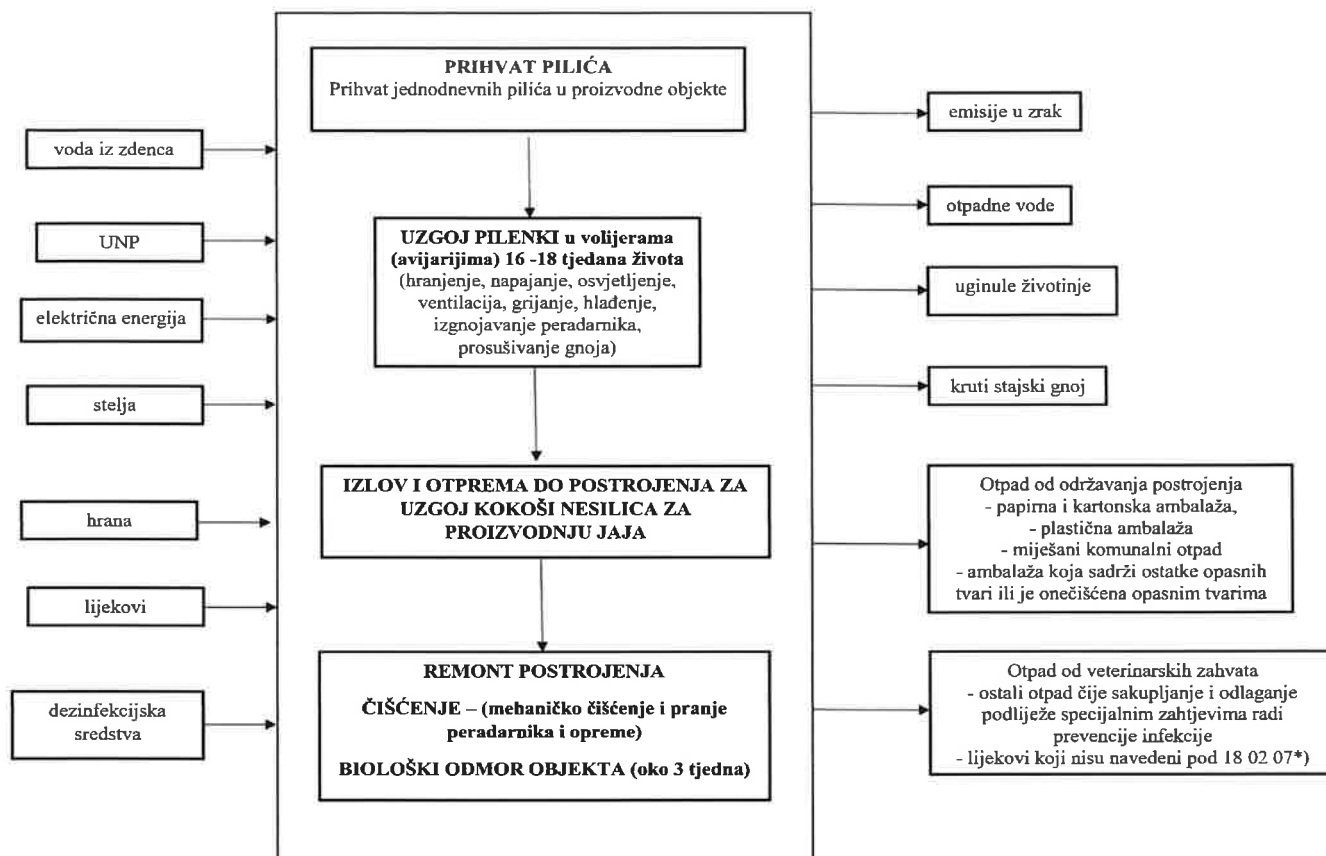 PRIHVAT PILIĆA
Prihvat jednodnevnih pilića u proizvodne objekte
voda iz zdenca
UNP
električna energija
stelja
hrana
lijekovi
dezinfekcijska
sredstva
UZGOJ PILENKI u volijerama
(avijarijima) 16 -18 tjedana života
(hranjenje, napajanje, osvjetljenje,
ventilacija, grijanje, hlađenje,
izgnojavanje peradarnika,
prosušivanje gnoja)
IZLOV I OTPREMA DO POSTROJENJA ZA
UZGOJ KOKOŠI NESILICA ZA
PROIZVODNJU JAJA
REMONT POSTROJENJA
ČIŠĆENJE – (mehaničko čišćenje i pranje
peradarnika i opreme)
BIOLOŠKI ODMOR OBJEKTA (oko 3 tjedna)
emisije u zrak
otpadne vode
uginule životinje
kruti stajski gnoj
Otpad od održavanja postrojenja
- papirna i kartonska ambalaža,
- plastična ambalaža
- miješani komunalni otpad
- ambalaža koja sadrži ostatke opasnih
tvari ili je onečišćena opasnim tvarima
Otpad od veterinarskih zahvata
- ostali otpad čije sakupljanje i odlaganje
podliježe specijalnim zahtjevima radi
prevencije infekcije
- lijekovi koji nisu navedeni pod 18 02 07*)